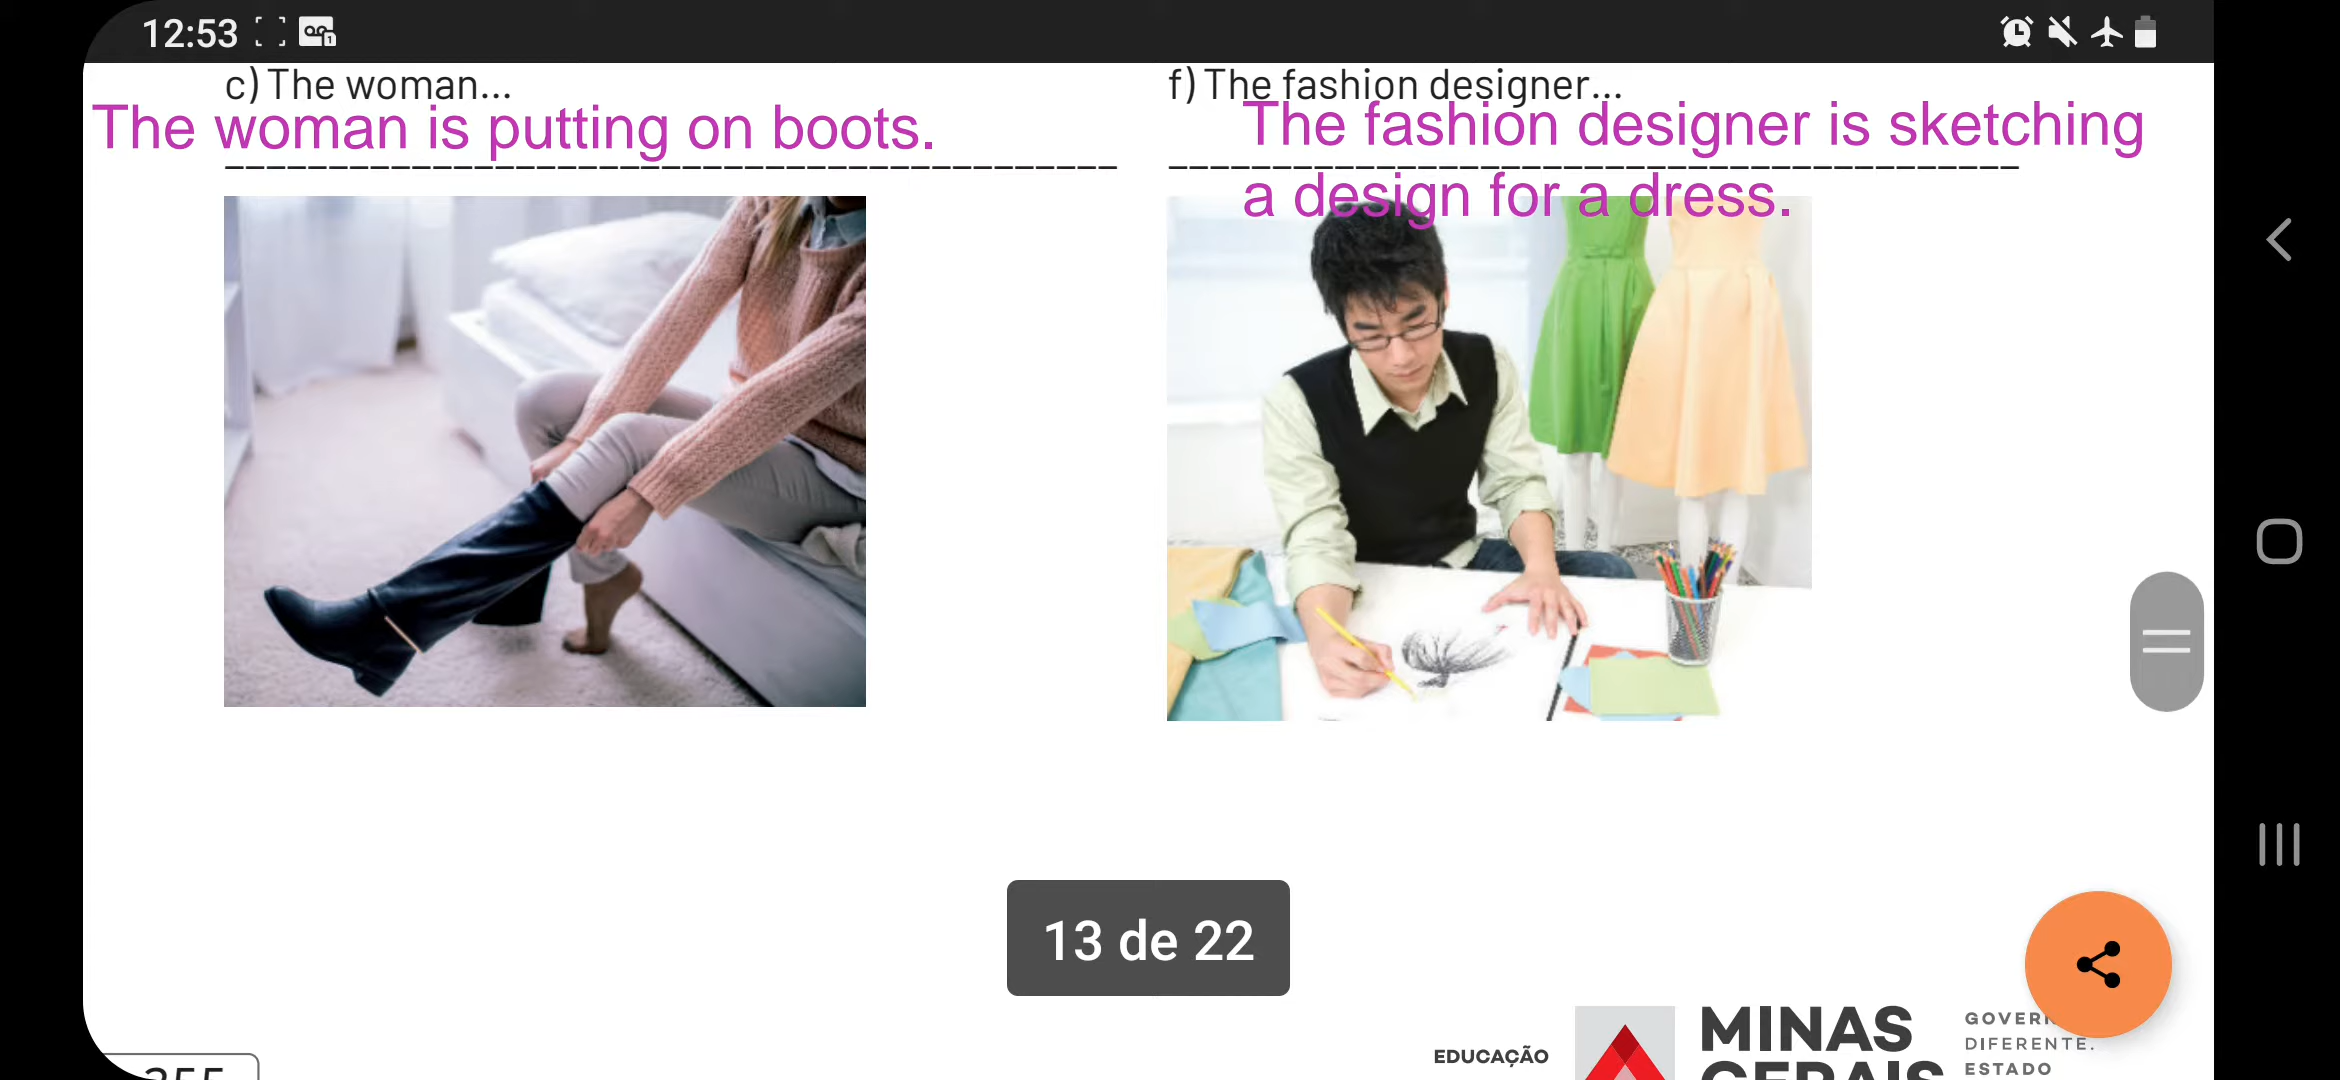 12:53
c) The woman...
The woman is putting on boots.
f) The fashion designer...
The fashion designer is sketching
a design for a dress.
13 de 22
EDUCAÇÃO
MINAS
GERAIS
DIFERENTE.
ESTADO